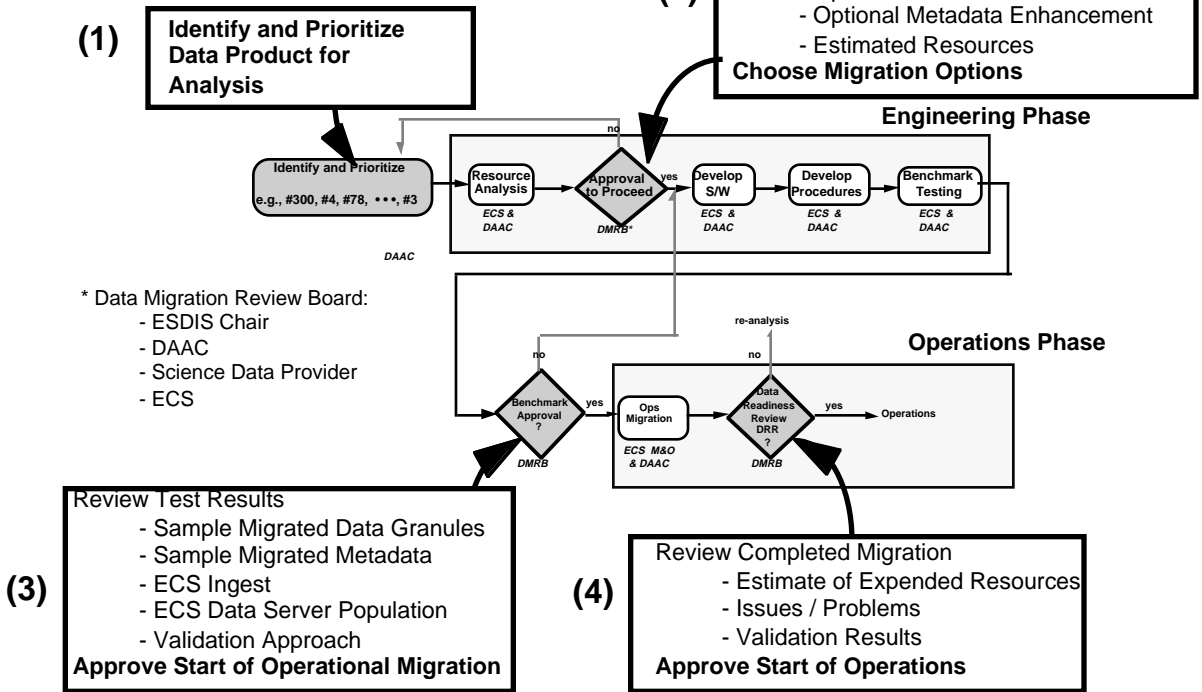 (1)
Identify and Prioritize
Data Product for
Analysis
- Optional Metadata Enhancement
- Estimated Resources
Choose Migration Options
Engineering Phase
no
Identify and Prioritize
e.g., #300, #4, #78, •••, #3
DAAC
Resource
Analysis
ECS &
DAAC
Approval
to Proceed
DMRB*
yes
Develop
S/W
ECS &
DAAC
Develop
Procedures
ECS &
DAAC
Benchmark
Testing
ECS &
DAAC
* Data Migration Review Board:
- ESDIS Chair
- DAAC
- Science Data Provider
- ECS
re-analysis
Operations Phase
no
no
Benchmark
Approval
?
DMRB
yes
Ops
Migration
ECS M&O
& DAAC
Data
Readiness
Review
DRR
?
DMRB
yes
Operations
(3)
Review Test Results
- Sample Migrated Data Granules
- Sample Migrated Metadata
- ECS Ingest
- ECS Data Server Population
- Validation Approach
Approve Start of Operational Migration
(4)
Review Completed Migration
- Estimate of Expended Resources
- Issues / Problems
- Validation Results
Approve Start of Operations